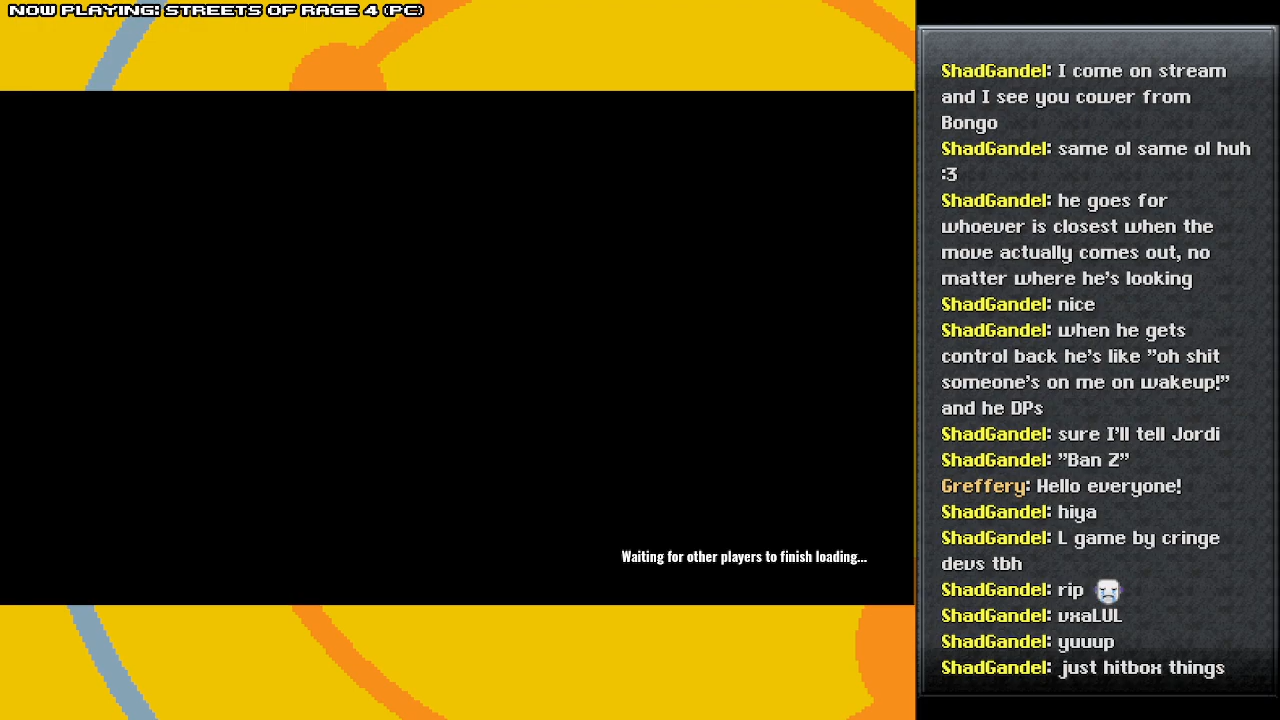 NOW PLAYING: STREETS OF RAGE 4 (PC)
Waiting for other players to finish loading...
ShadGandel: I come on stream
and I see you cower from
Bongo
ShadGandel: same ol same ol huh
:3
ShadGandel: he goes for
whoever is closest when the
move actually comes out, no
matter where he's looking
ShadGandel: nice
ShadGandel: when he gets
control back he's like "oh shit
someone's on me on wakeup!"
and he DPs
ShadGandel: sure I'll tell Jordi
ShadGandel: "Ban Z"
Greffery: Hello everyone!
ShadGandel: hiya
ShadGandel: L game by cringe
devs tbh
ShadGandel: rip
ShadGandel: vxaLUL
ShadGandel: yuuup
ShadGandel: just hitbox things